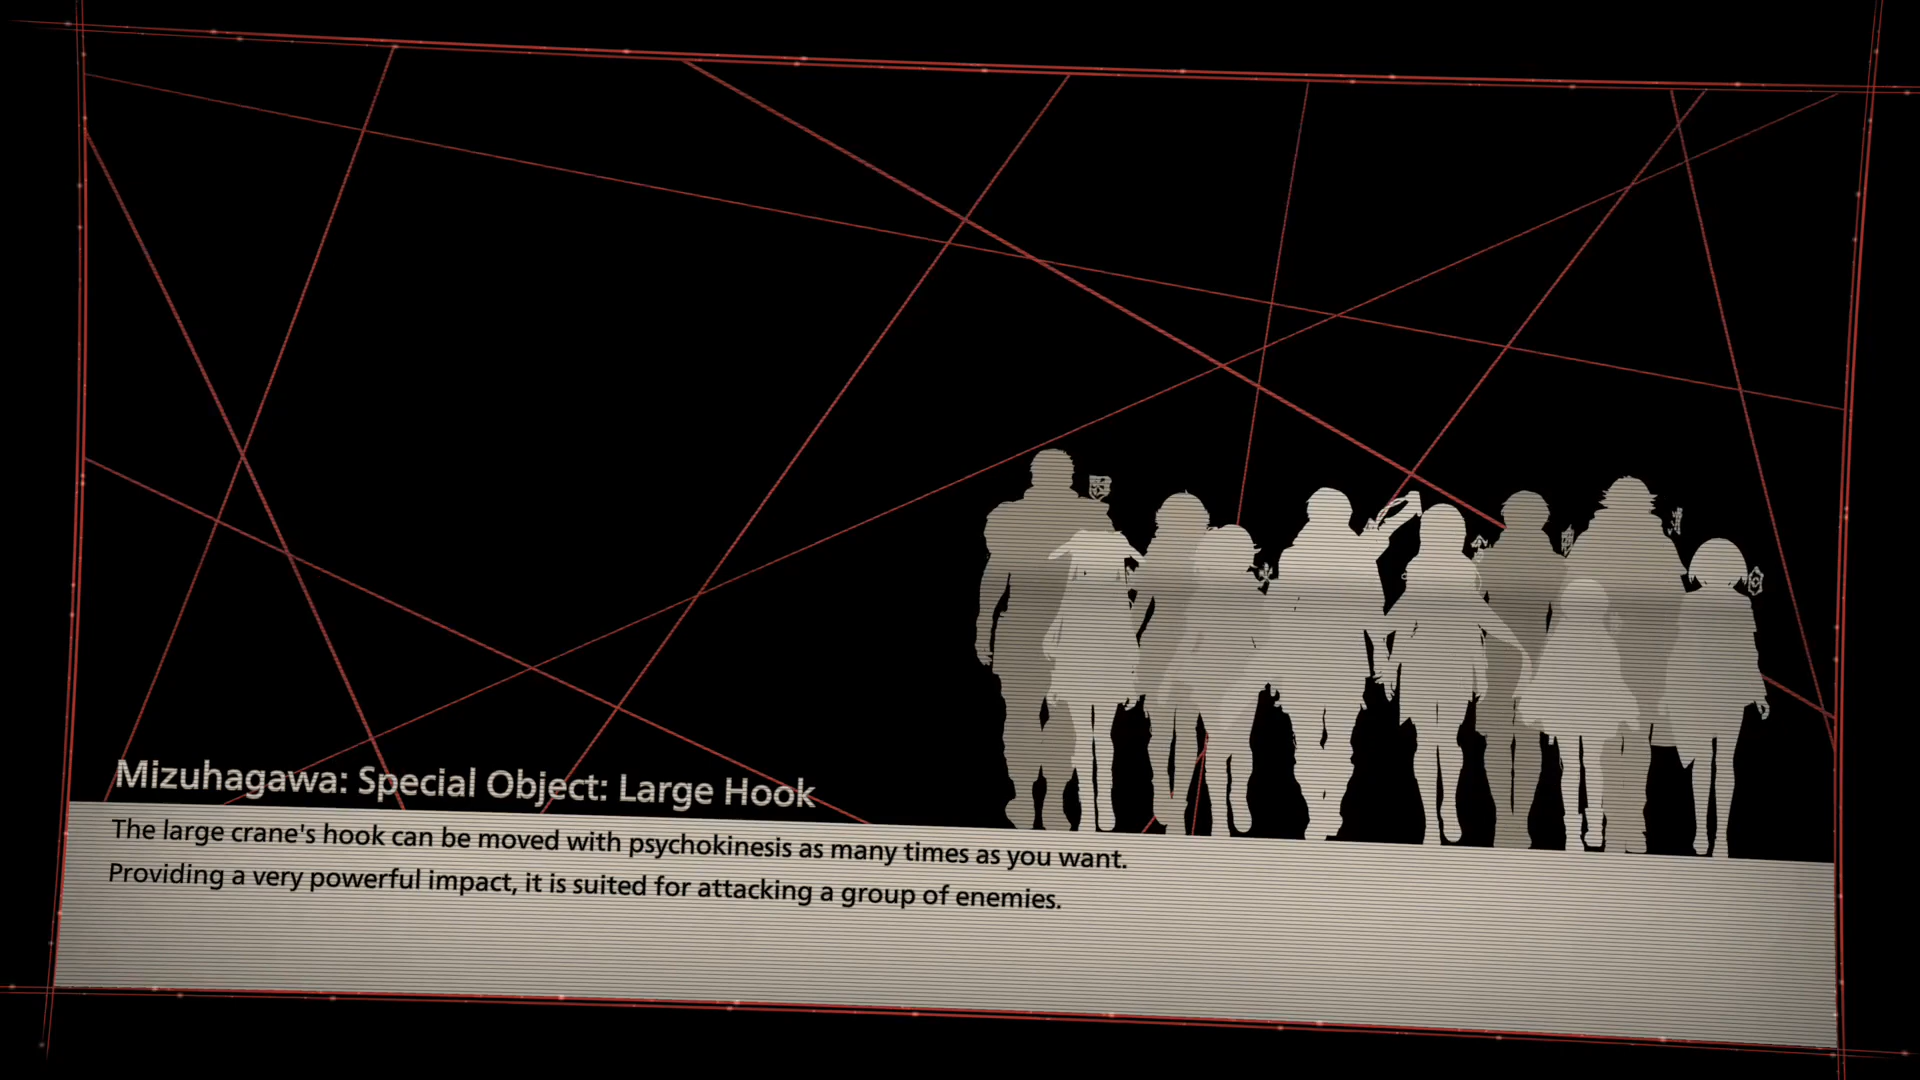 Mizuhagawa: Special Object: Large Hook
The large crane's hook can be moved with psychokinesis as many times as you want.
Providing a very powerful impact, it is suited for attacking a group of enemies.